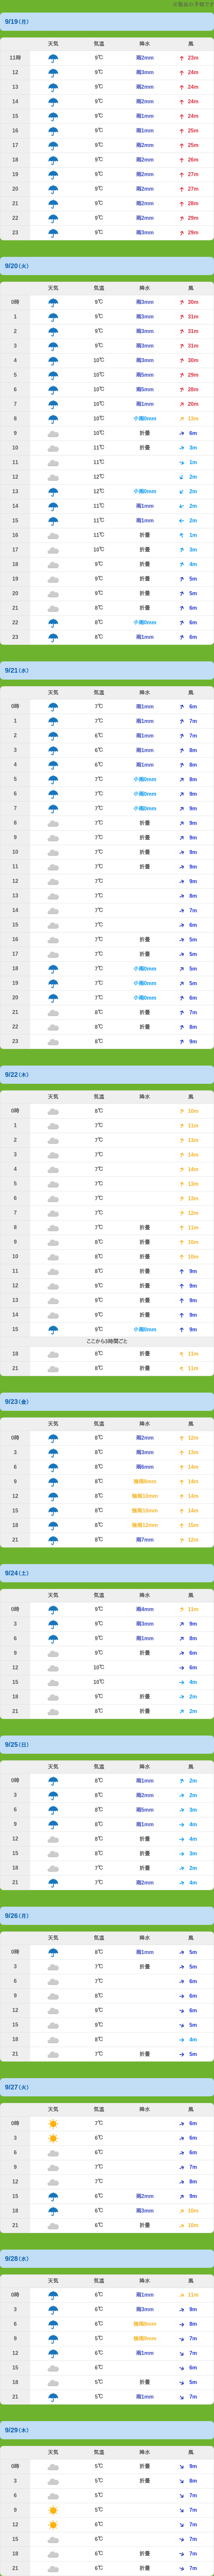 9/19（月）
天気 気温 降水 風
11時 9℃ 雨2mm 23m
12 9℃ 雨3mm 24m
13 9℃ 雨2mm 24m
14 9℃ 雨2mm 24m
15 9℃ 雨1mm 24m
16 9℃ 雨1mm 25m
17 9℃ 雨2mm 25m
18 9℃ 雨2mm 26m
19 9℃ 雨2mm 27m
20 9℃ 雨2mm 27m
21 9℃ 雨2mm 28m
22 9℃ 雨2mm 29m
23 9℃ 雨3mm 29m
9/20（火）
天気 気温 降水 風
0時 9℃ 雨3mm 30m
1 9℃ 雨3mm 31m
2 9℃ 雨3mm 31m
3 9℃ 雨3mm 31m
4 10℃ 雨3mm 30m
5 10℃ 雨5mm 29m
6 10℃ 雨5mm 28m
7 10℃ 雨1mm 20m
8 10℃ 小雨0mm 13m
9 10℃ 折畳 6m
10 11℃ 折畳 3m
11 11℃ 1m
12 12℃ 2m
13 12℃ 小雨0mm 2m
14 11℃ 雨1mm 2m
15 11℃ 雨1mm 2m
16 11℃ 折畳 1m
17 10℃ 折畳 3m
18 9℃ 折畳 4m
19 9℃ 折畳 5m
20 9℃ 折畳 5m
21 8℃ 折畳 6m
22 8℃ 小雨0mm 6m
23 8℃ 雨1mm 6m
9/21（水）
天気 気温 降水 風
0時 7℃ 雨1mm 6m
1 7℃ 雨1mm 7m
2 6℃ 雨1mm 7m
3 6℃ 雨1mm 8m
4 6℃ 雨1mm 8m
5 7℃ 小雨0mm 8m
6 7℃ 小雨0mm 9m
7 7℃ 小雨0mm 9m
8 7℃ 折畳 9m
9 7℃ 折畳 9m
10 7℃ 折畳 9m
11 7℃ 折畳 9m
12 7℃ 9m
13 7℃ 8m
14 7℃ 7m
15 7℃ 6m
16 7℃ 折畳 5m
17 7℃ 折畳 5m
18 7℃ 小雨0mm 5m
19 7℃ 小雨0mm 5m
20 7℃ 小雨0mm 6m
21 8℃ 折畳 7m
22 8℃ 折畳 8m
23 8℃ 9m
9/22（木）
天気 気温 降水 風
0時 8℃ 10m
1 7℃ 11m
2 7℃ 13m
3 7℃ 14m
4 7℃ 14m
5 7℃ 13m
6 7℃ 13m
7 7℃ 12m
8 7℃ 折畳 11m
9 8℃ 折畳 10m
10 8℃ 折畳 10m
11 8℃ 折畳 9m
12 9℃ 折畳 9m
13 9℃ 折畳 9m
14 9℃ 折畳 9m
15 9℃ 小雨0mm 9m
ここから3時間ごと
18 8℃ 折畳 11m
21 8℃ 折畳 11m
9/23（金）
天気 気温 降水 風
0時 8℃ 雨2mm 12m
3 8℃ 雨3mm 13m
6 8℃ 雨6mm 14m
9 8℃ 強雨8mm 14m
12 8℃ 強雨10mm 14m
15 8℃ 強雨10mm 14m
18 8℃ 強雨12mm 15m
21 8℃ 雨7mm 12m
9/24（土）
天気 気温 降水 風
0時 9℃ 雨4mm 11m
3 9℃ 雨3mm 9m
6 9℃ 雨1mm 8m
9 9℃ 折畳 6m
12 10℃ 6m
15 10℃ 4m
18 9℃ 折畳 2m
21 8℃ 折畳 2m
9/25（日）
天気 気温 降水 風
0時 8℃ 雨1mm 2m
3 8℃ 雨2mm 2m
6 8℃ 雨5mm 3m
9 8℃ 雨1mm 4m
12 8℃ 折畳 4m
15 8℃ 折畳 3m
18 7℃ 折畳 2m
21 7℃ 雨2mm 4m
9/26（月）
天気 気温 降水 風
0時 8℃ 雨1mm 5m
3 7℃ 折畳 5m
6 7℃ 6m
9 8℃ 6m
12 9℃ 6m
15 9℃ 5m
18 8℃ 4m
21 7℃ 折畳 5m
9/27（火）
天気 気温 降水 風
0時 7℃ 6m
3 6℃ 6m
6 6℃ 6m
9 7℃ 7m
12 7℃ 8m
15 6℃ 雨2mm 9m
18 6℃ 雨3mm 10m
21 6℃ 折畳 10m
9/28（水）
天気 気温 降水 風
0時 6℃ 雨1mm 11m
3 6℃ 雨3mm 9m
6 6℃ 強雨8mm 8m
9 5℃ 強雨9mm 7m
12 6℃ 雨1mm 7m
15 6℃ 6m
18 5℃ 折畳 5m
21 5℃ 雨1mm 7m
9/29（木）
天気 気温 降水 風
0時 5℃ 折畳 9m
3 5℃ 折畳 8m
6 5℃ 7m
9 5℃ 7m
12 6℃ 7m
15 6℃ 7m
18 6℃ 折畳 7m
21 6℃ 折畳 7m